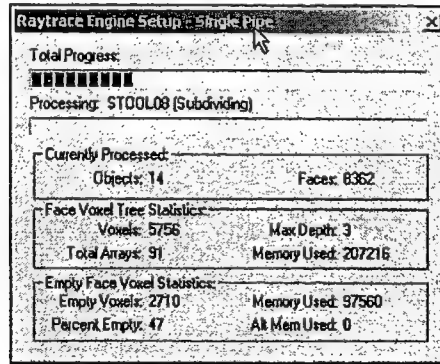 Raytrace Engine Setup - Single Pipe
Total Progress:
Processing: STOOL08 (Subdividing)
Currently Processed:
Objects: 14 Faces: 8362
Face Voxel Tree Statistics:
Voxels: 5756 Max Depth: 3
Total Arrays: 91 Memory Used: 207216
Empty Face Voxel Statistics:
Empty Voxels: 2710 Memory Used: 97560
Percent Empty: 47 Alt Mem Used: 0